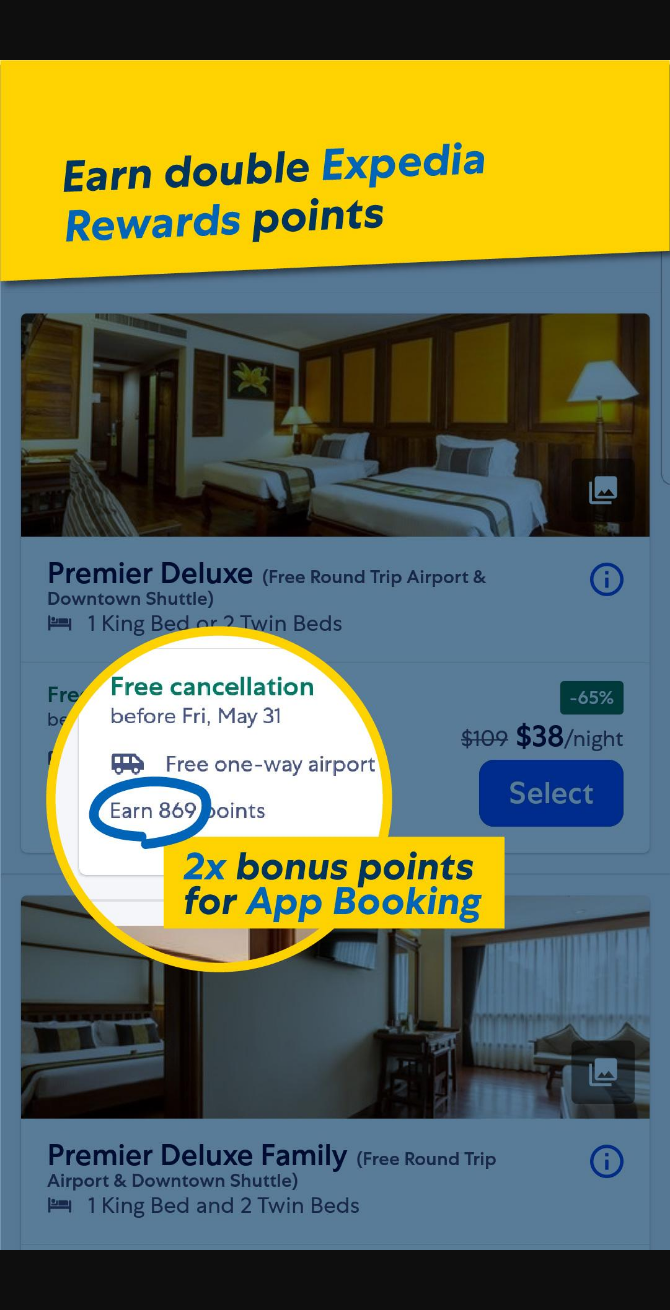 Earn double Expedia
Rewards points
Premier Deluxe (Free Round Trip Airport &
Downtown Shuttle)
1 King Bed or 2 Twin Beds
Free cancellation
before Fri, May 31
Free one-way airport
Earn 869 points
-65%
$109 $38/night
Select
2x bonus points
for App Booking
Premier Deluxe Family (Free Round Trip
Airport & Downtown Shuttle)
1 King Bed and 2 Twin Beds